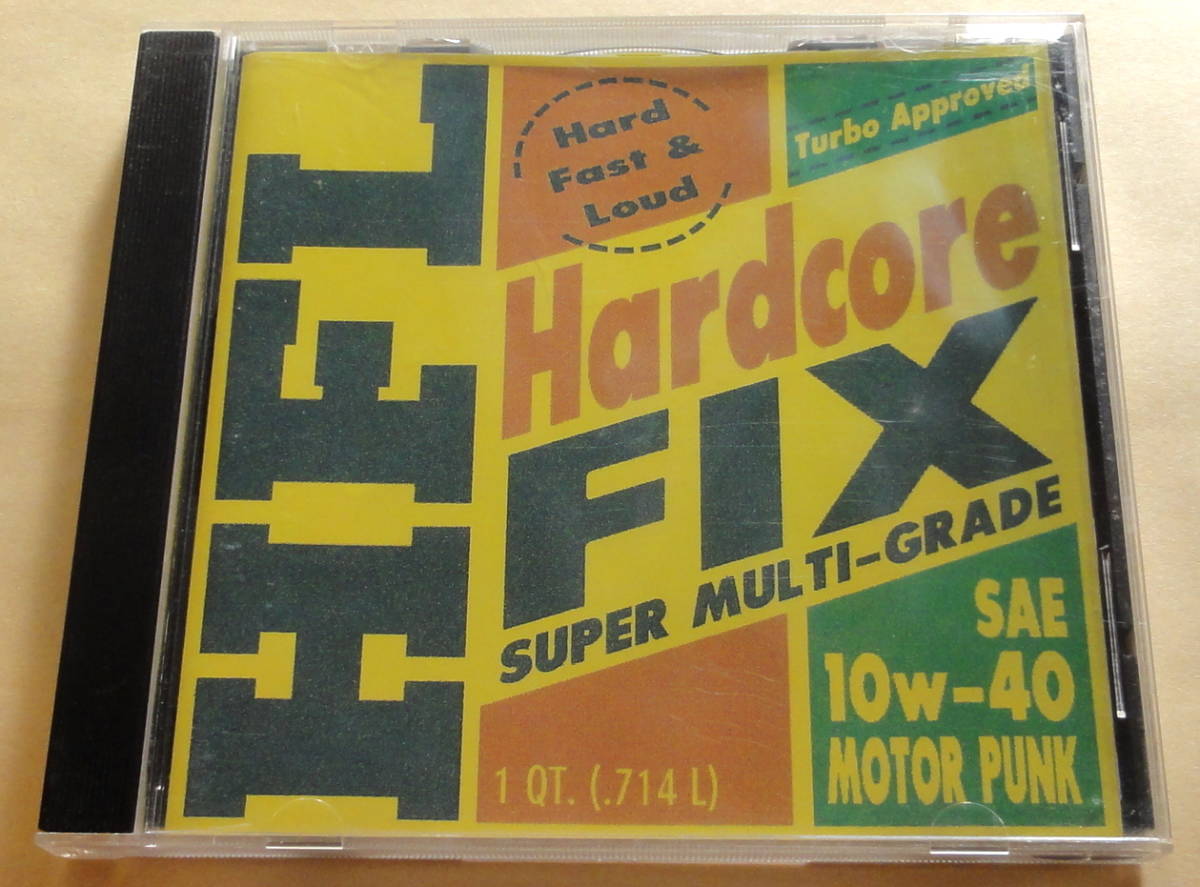 HFL
Hard
Fast &
Loud
Turbo Approved
Hardcore
FIX
SUPER MULTI-GRADE
SAE
10w-40
MOTOR PUNK
1 QT. (.714 L)